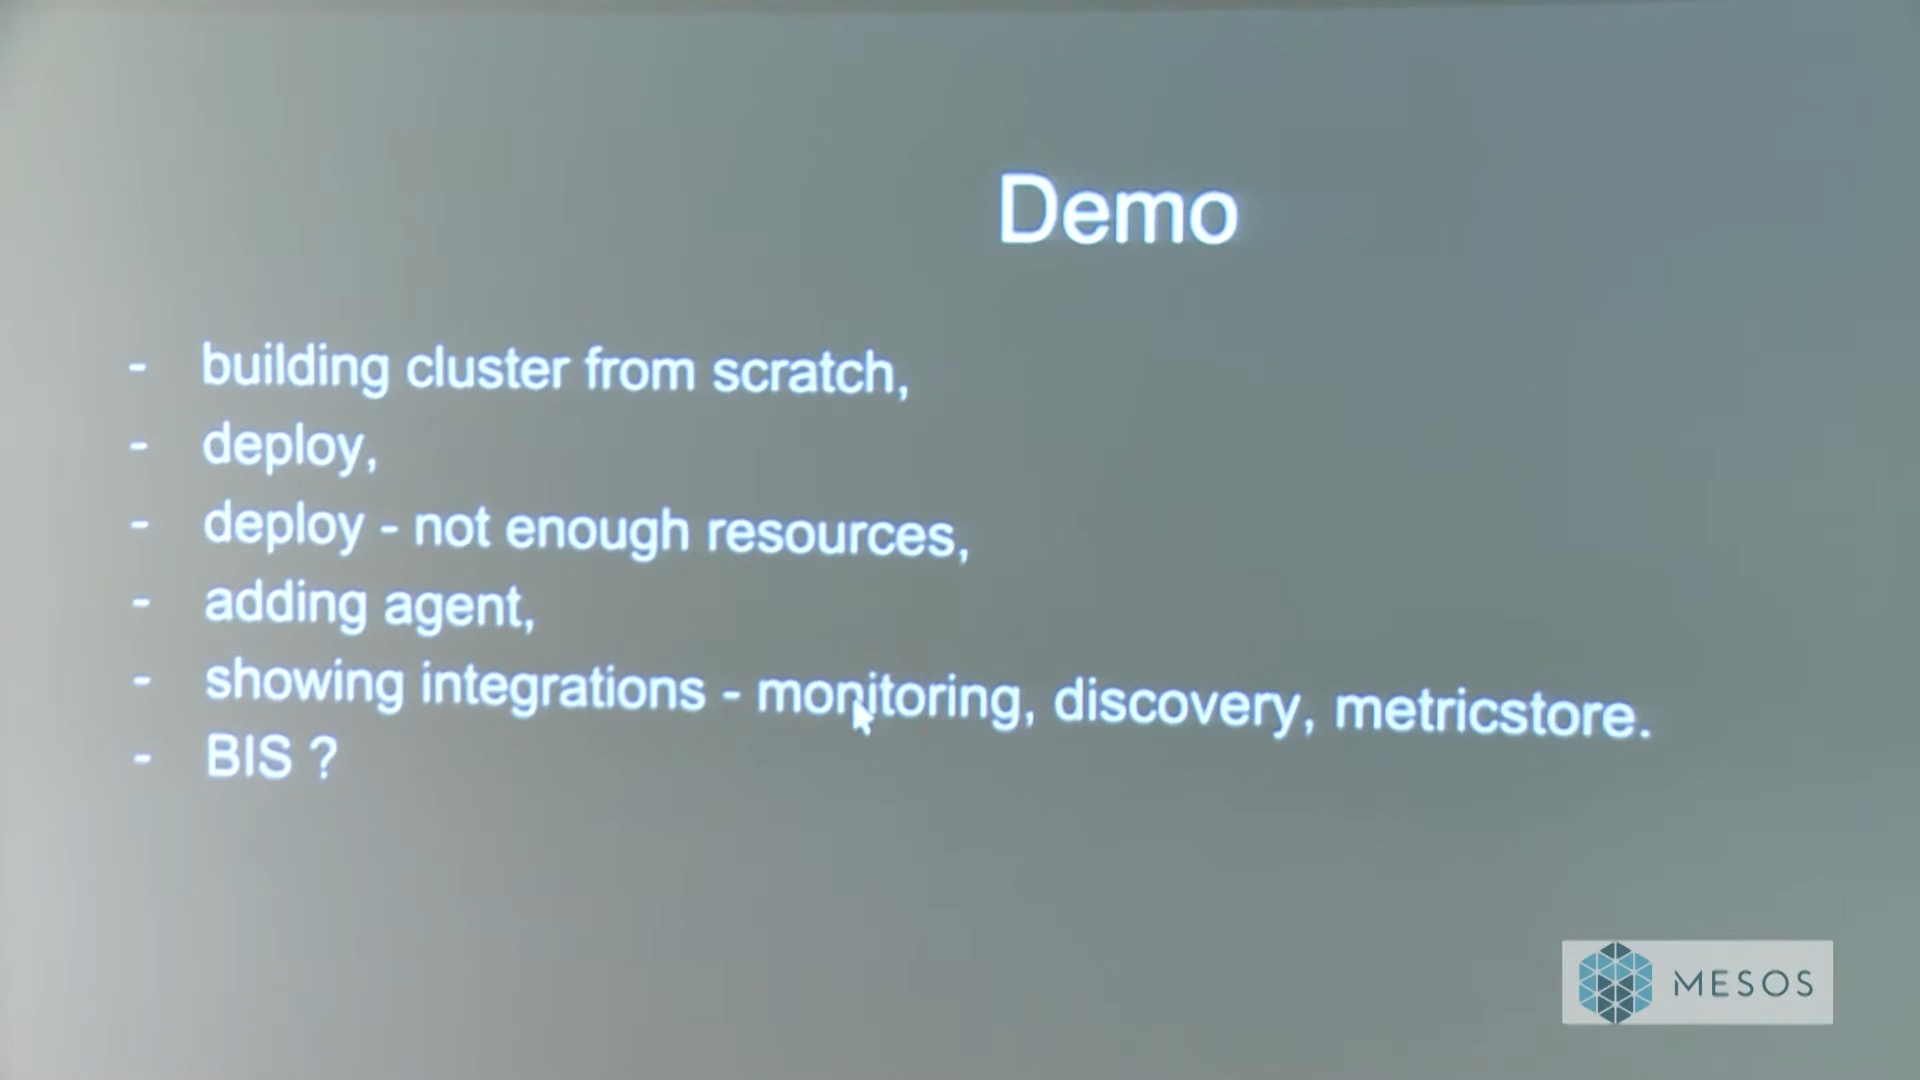 Demo
- building cluster from scratch,
- deploy,
- deploy - not enough resources,
- adding agent,
- showing integrations - monitoring, discovery, metricstore.
- BIS ?
MESOS